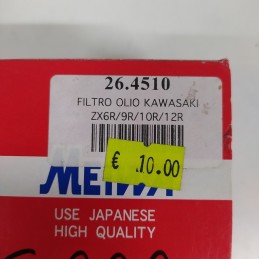 26.4510
FILTRO OLIO KAWASAKI
ZX6R/9R/10R/12R
€ 10.00
USE JAPANESE
HIGH QUALITY